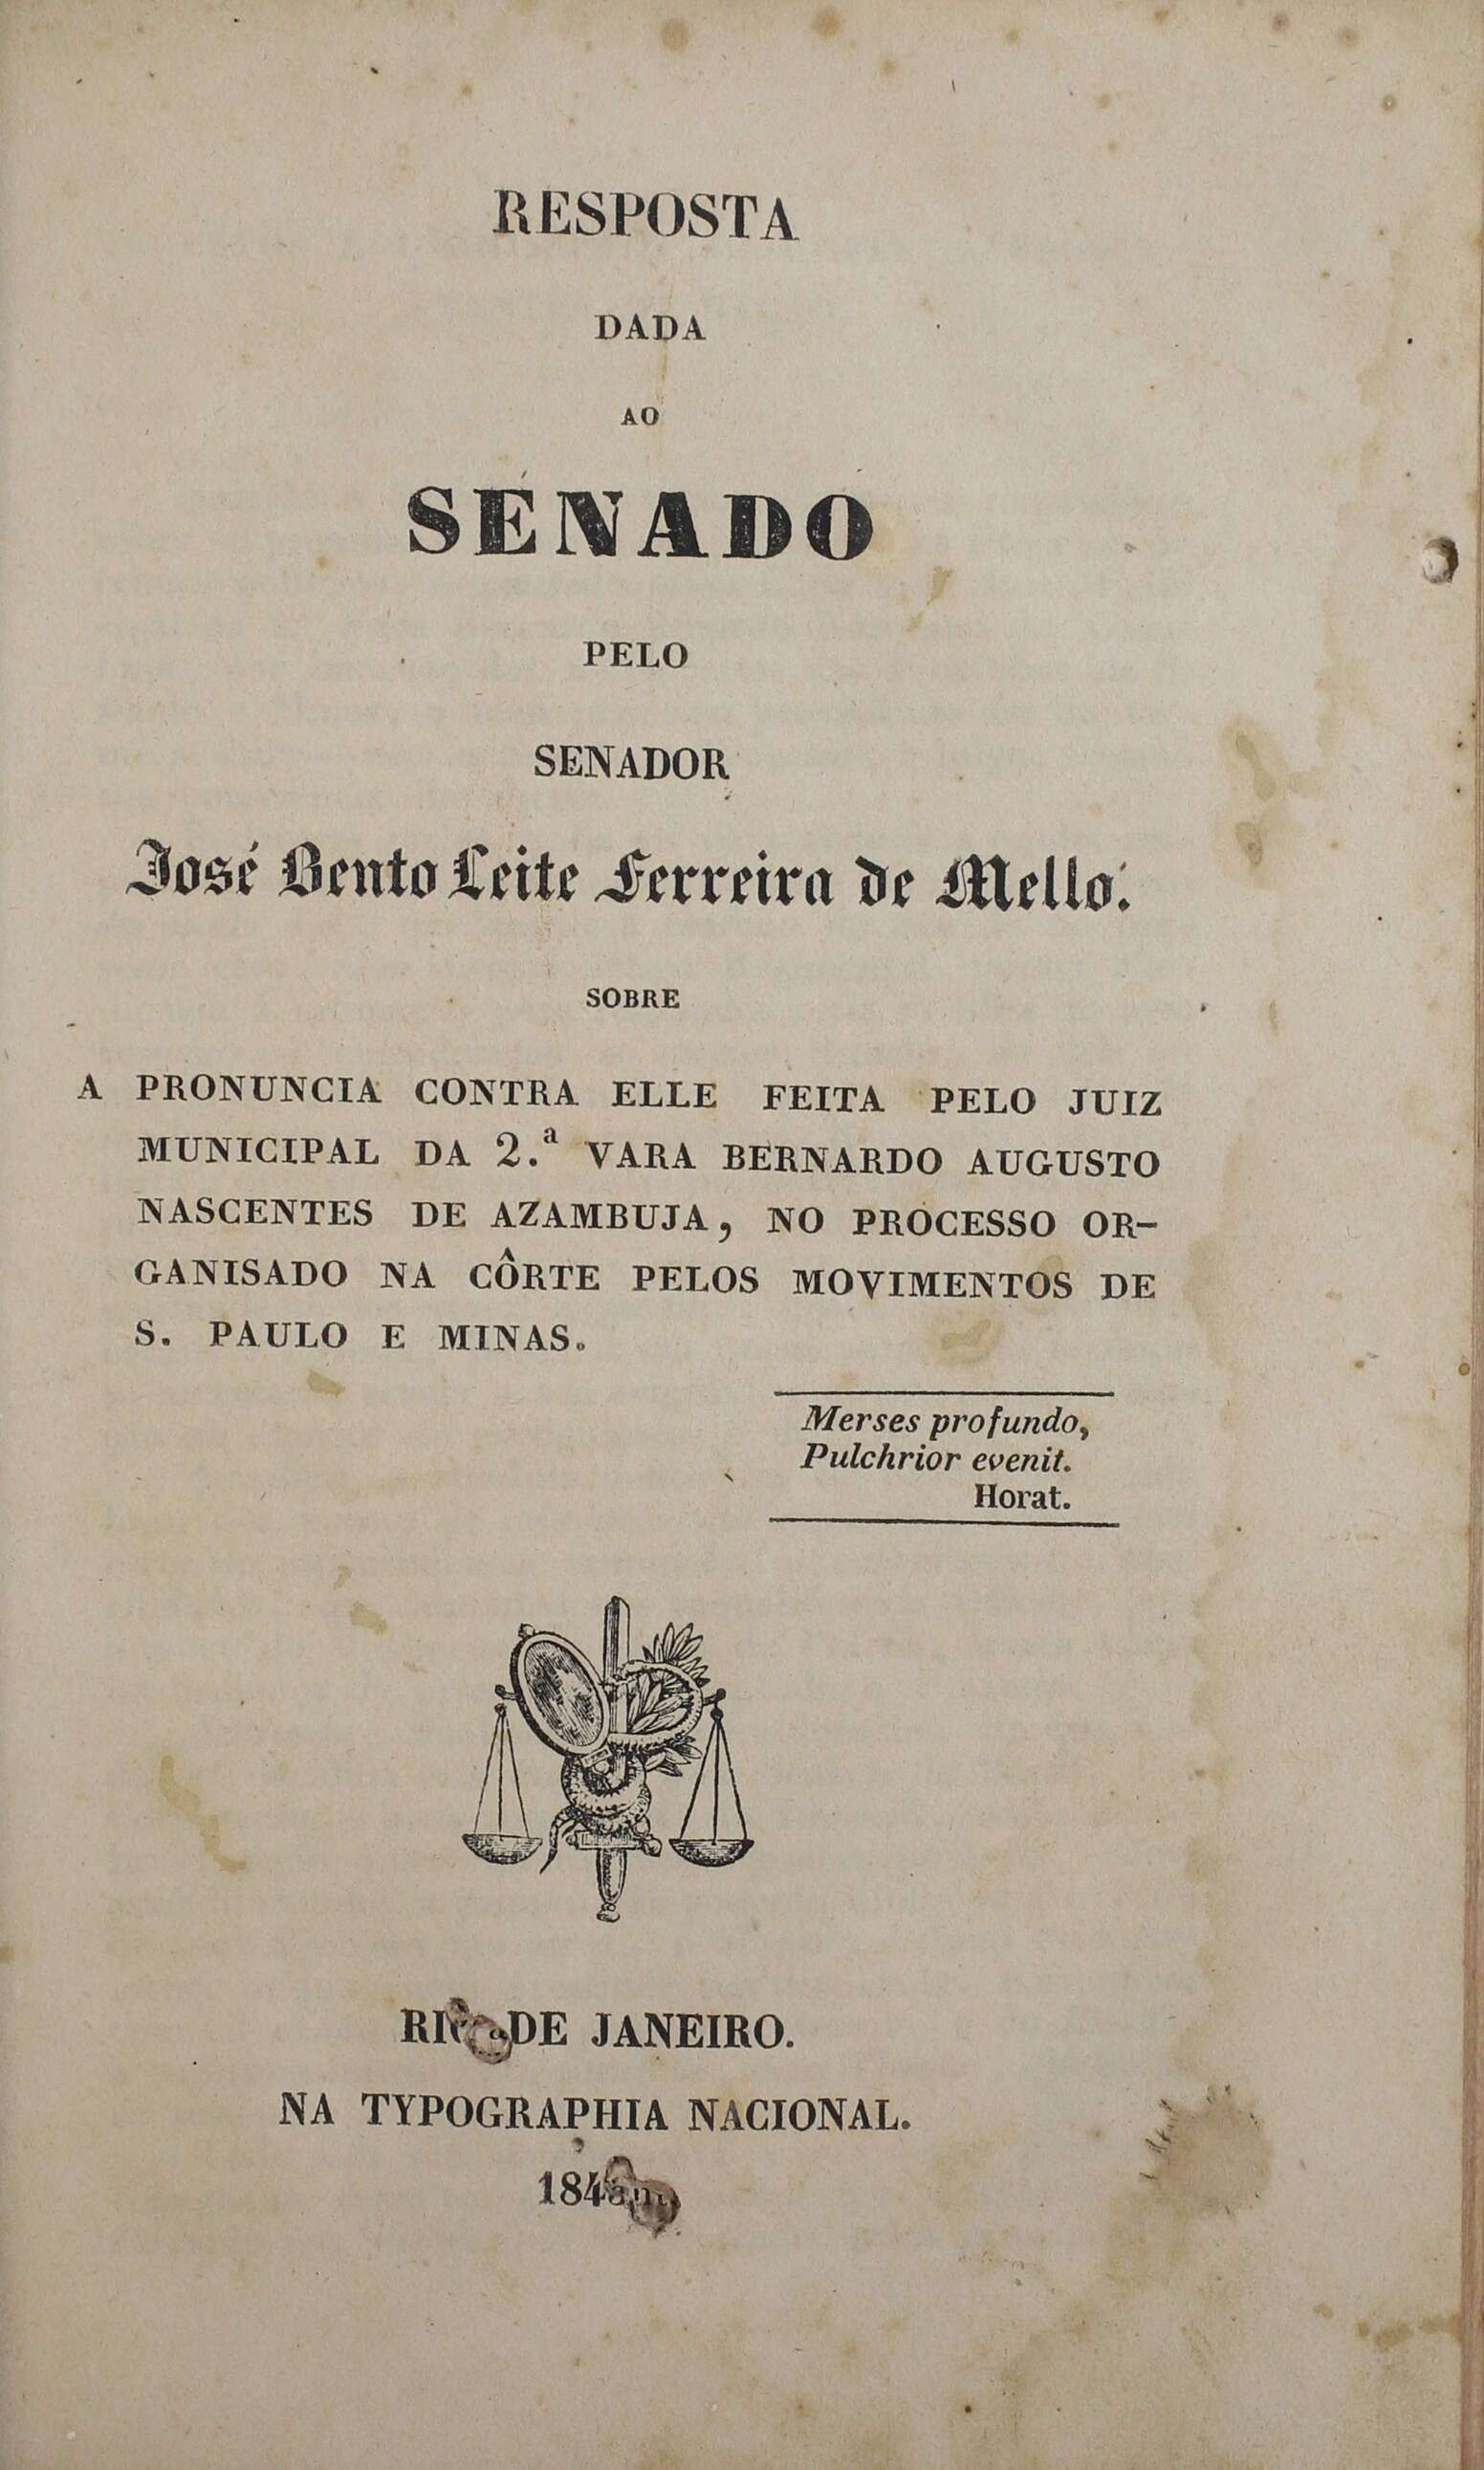 RESPOSTA
DADA
AO
SENADO
PELO
SENADOR
José Bento Leite Ferreira de Mello.
SOBRE
A PRONUNCIA CONTRA ELLE FEITA PELO JUIZ
MUNICIPAL DA 2.ª VARA BERNARDO AUGUSTO
NASCENTES DE AZAMBUJA, NO PROCESSO OR-
GANISADO NA CÔRTE PELOS MOVIMENTOS DE
S. PAULO E MINAS.
Merses profundo,
Pulchrior evenit.
Horat.
RIO DE JANEIRO.
NA TYPOGRAPHIA NACIONAL.